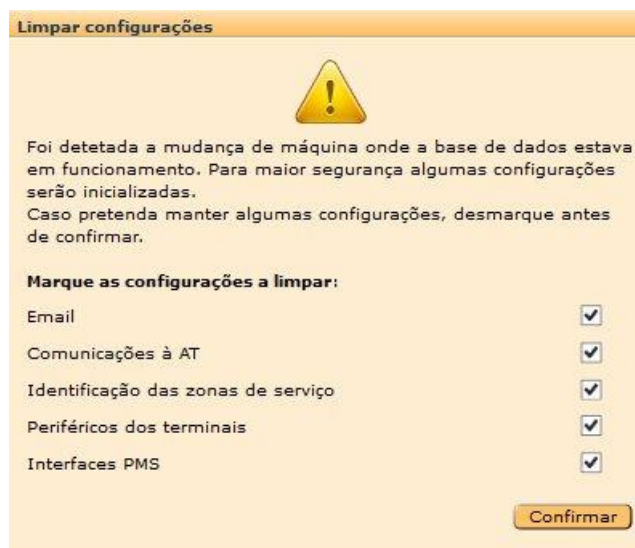 Limpar configurações
Foi detetada a mudança de máquina onde a base de dados estava
em funcionamento. Para maior segurança algumas configurações
serão inicializadas.
Caso pretenda manter algumas configurações, desmarque antes
de confirmar.
Marque as configurações a limpar:
Email
Comunicações à AT
Identificação das zonas de serviço
Periféricos dos terminais
Interfaces PMS
Confirmar